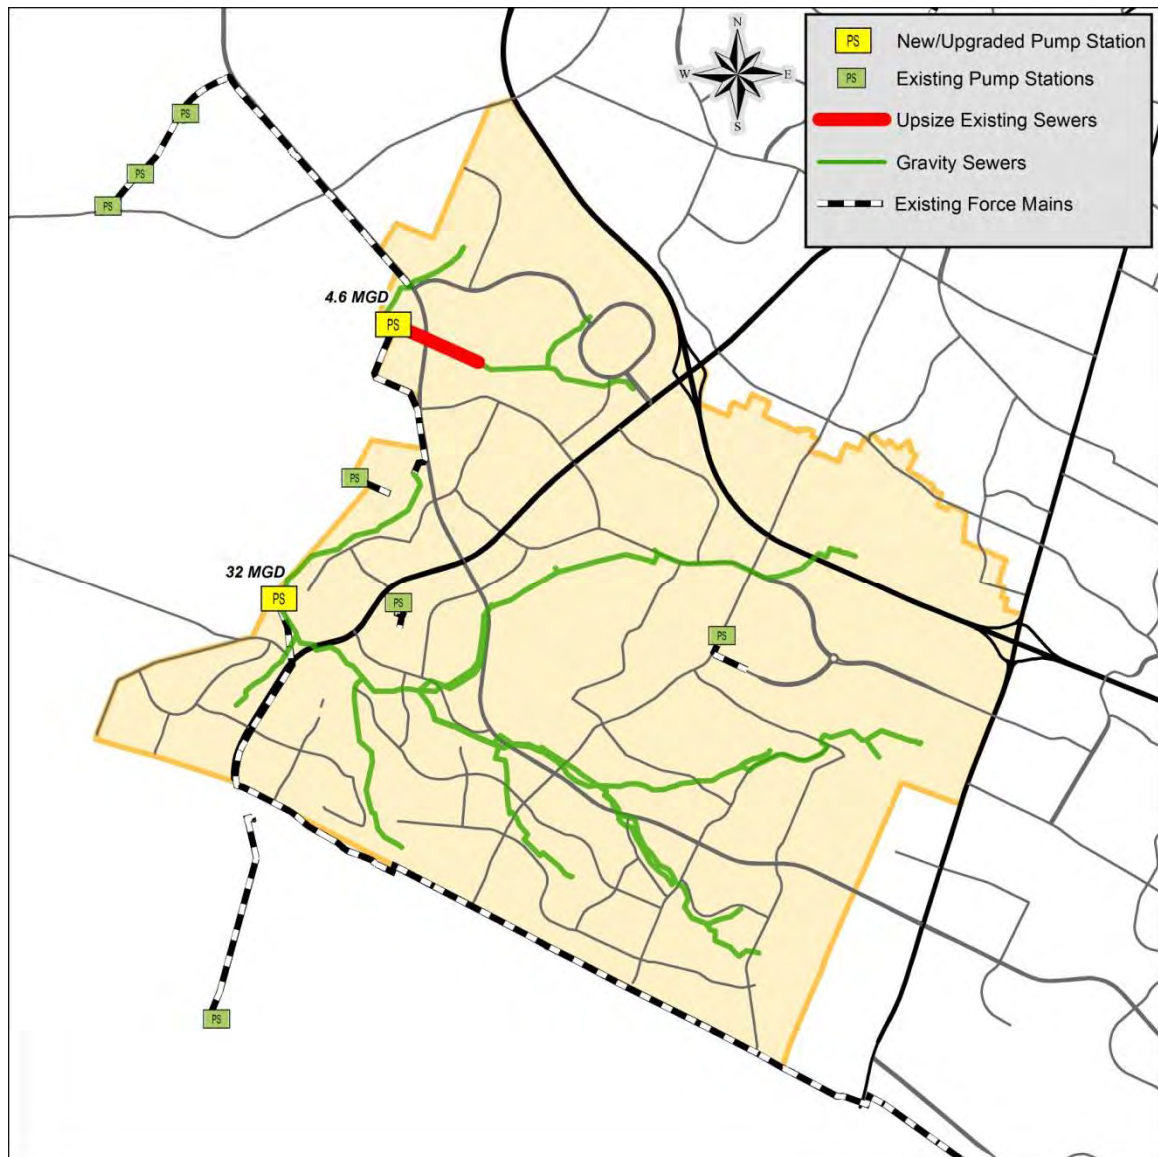 N
W E
S
PS New/Upgraded Pump Station
PS Existing Pump Stations
Upsize Existing Sewers
Gravity Sewers
Existing Force Mains
PS
PS
PS
4.6 MGD
PS
PS
32 MGD
PS
PS
PS
PS